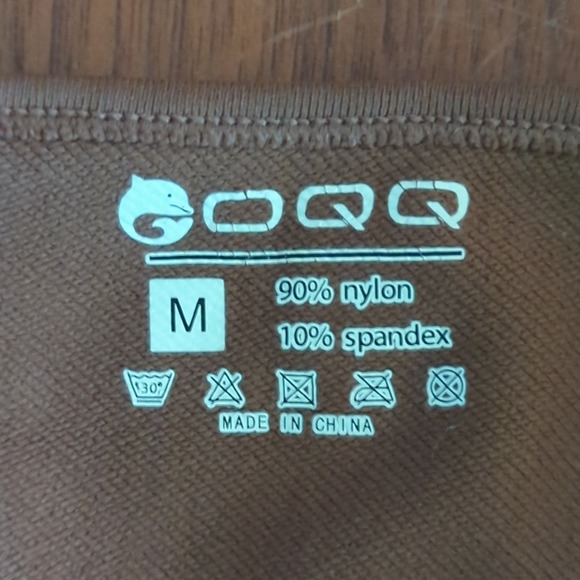 OQQ
M
90% nylon
10% spandex
30°
MADE IN CHINA